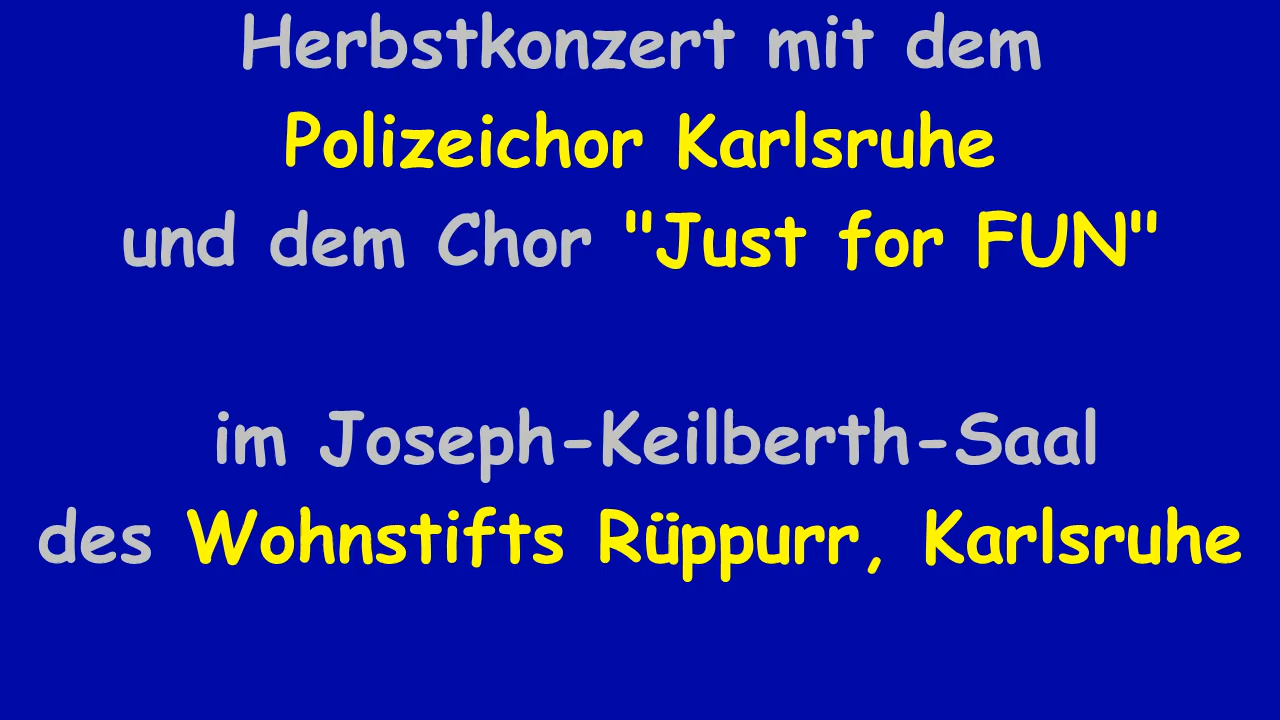 Herbstkonzert mit dem
Polizeichor Karlsruhe
und dem Chor "Just for FUN"
im Joseph-Keilberth-Saal
des Wohnstifts Rüppurr, Karlsruhe